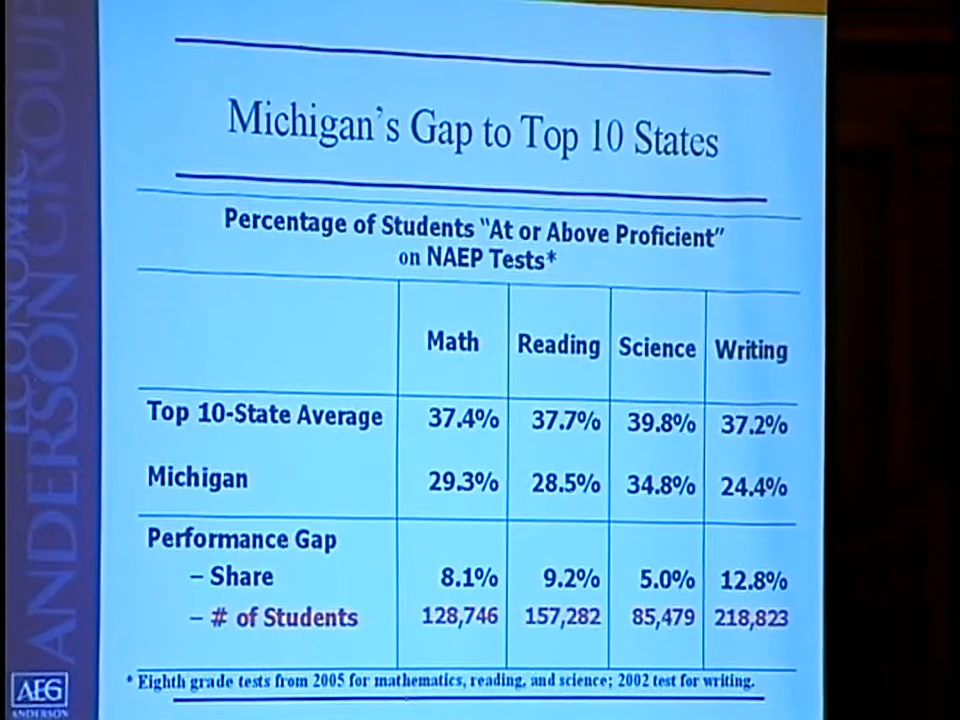 Michigan's Gap to Top 10 States
Percentage of Students "At or Above Proficient"
on NAEP Tests*
Math Reading Science Writing
Top 10-State Average 37.4% 37.7% 39.8% 37.2%
Michigan 29.3% 28.5% 34.8% 24.4%
Performance Gap
– Share 8.1% 9.2% 5.0% 12.8%
– # of Students 128,746 157,282 85,479 218,823
* Eighth grade tests from 2005 for mathematics, reading, and science; 2002 test for writing.
ANDERSON
ECONOMIC
GROUP
AEG
ANDERSON